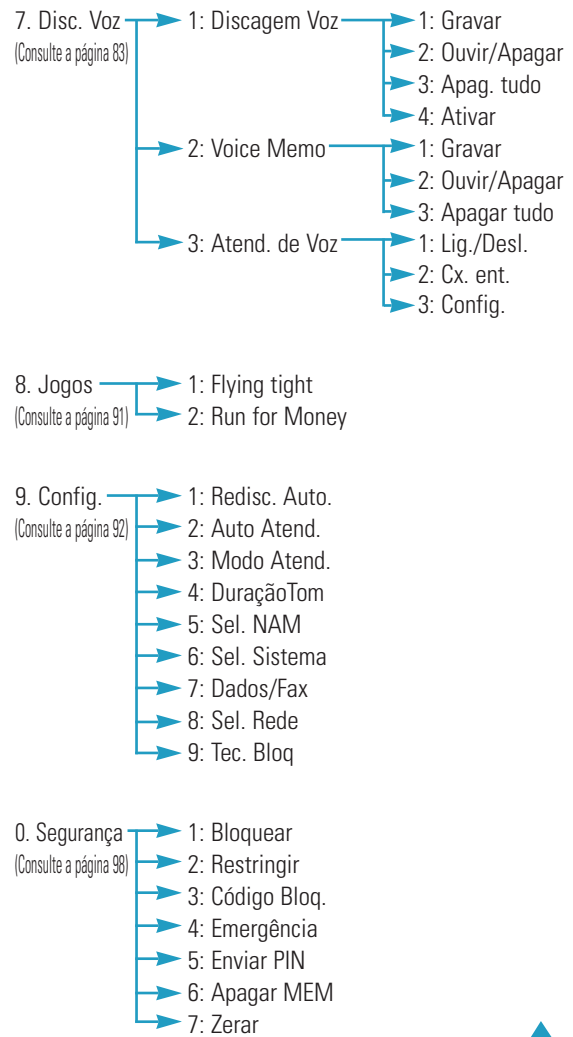 7. Disc. Voz 1: Discagem Voz 1: Gravar
(Consulte a página 83) 2: Ouvir/Apagar
3: Apag. tudo
4: Ativar
2: Voice Memo 1: Gravar
2: Ouvir/Apagar
3: Apagar tudo
3: Atend. de Voz 1: Lig./Desl.
2: Cx. ent.
3: Config.
8. Jogos 1: Flying tight
(Consulte a página 91) 2: Run for Money
9. Config. 1: Redisc. Auto.
(Consulte a página 92) 2: Auto Atend.
3: Modo Atend.
4: DuraçãoTom
5: Sel. NAM
6: Sel. Sistema
7: Dados/Fax
8: Sel. Rede
9: Tec. Bloq
0. Segurança 1: Bloquear
(Consulte a página 98) 2: Restringir
3: Código Bloq.
4: Emergência
5: Enviar PIN
6: Apagar MEM
7: Zerar